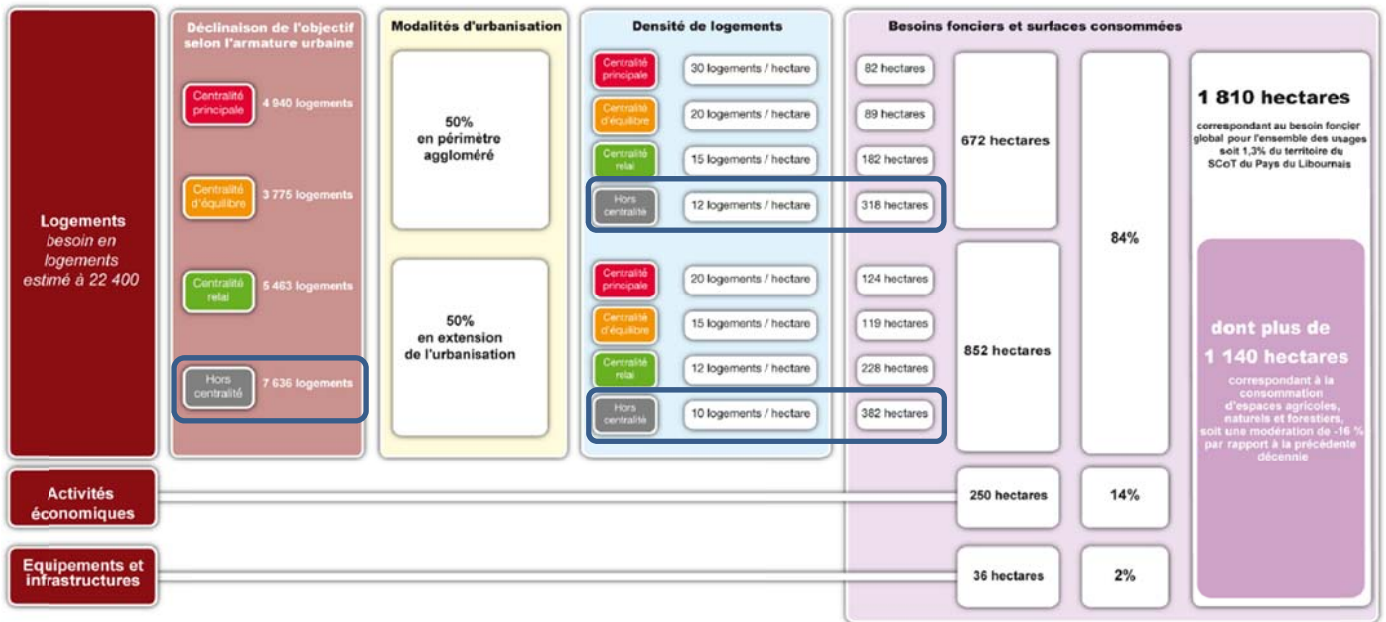 Logements
besoin en
logements
estimé à 22 400
Déclinaison de l'objectif
selon l'armature urbaine
Centralité
principale
4 940 logements
Centralité
d'équilibre
3 775 logements
Centralité
relai
5 463 logements
Hors
centralité
7 636 logements
Modalités d'urbanisation
50%
en périmètre
aggloméré
50%
en extension
de l'urbanisation
Densité de logements
Centralité
principale
30 logements / hectare
Centralité
d'équilibre
20 logements / hectare
Centralité
relai
15 logements / hectare
Hors
centralité
12 logements / hectare
Centralité
principale
20 logements / hectare
Centralité
d'équilibre
15 logements / hectare
Centralité
relai
12 logements / hectare
Hors
centralité
10 logements / hectare
Besoins fonciers et surfaces consommées
82 hectares
89 hectares
182 hectares
318 hectares
124 hectares
119 hectares
228 hectares
382 hectares
672 hectares
852 hectares
84%
1 810 hectares
correspondant au besoin foncier
global pour l'ensemble des usages
soit 1,3% du territoire du
SCoT du Pays du Libournais
dont plus de
1 140 hectares
correspondant à la
consommation
d'espaces agricoles,
naturels et forestiers,
soit une modération de -16 %
par rapport à la précédente
décennie
Activités
économiques
250 hectares
14%
Equipements et
infrastructures
36 hectares
2%